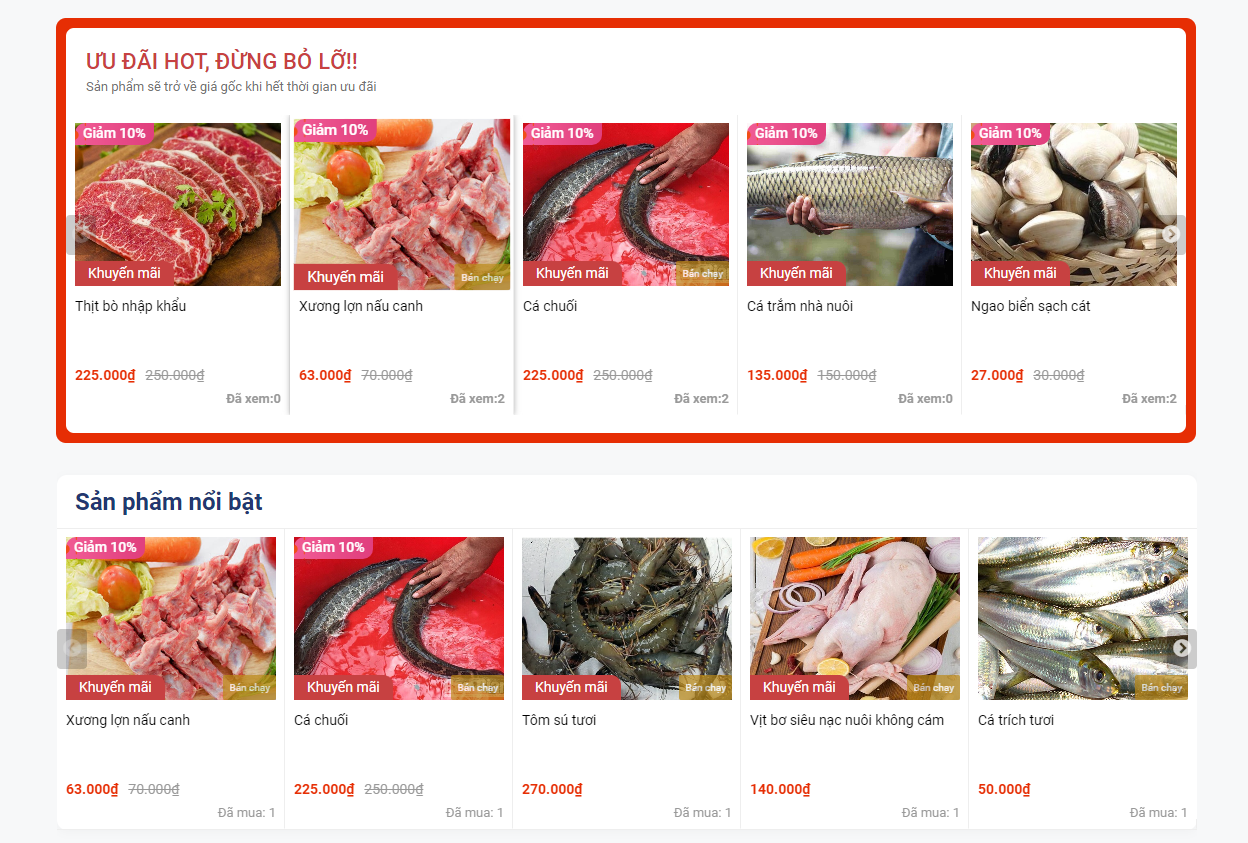 ƯU ĐÃI HOT, ĐỪNG BỎ LỠ!!
Sản phẩm sẽ trở về giá gốc khi hết thời gian ưu đãi
Giảm 10%
Khuyến mãi
Thịt bò nhập khẩu
225.000₫ 250.000₫
Đã xem:0
Giảm 10%
Khuyến mãi
Bán chạy
Xương lợn nấu canh
63.000₫ 70.000₫
Đã xem:2
Giảm 10%
Khuyến mãi
Bán chạy
Cá chuối
225.000₫ 250.000₫
Đã xem:2
Giảm 10%
Khuyến mãi
Cá trắm nhà nuôi
135.000₫ 150.000₫
Đã xem:0
Giảm 10%
Khuyến mãi
Ngao biển sạch cát
27.000₫ 30.000₫
Đã xem:2
Sản phẩm nổi bật
Giảm 10%
Khuyến mãi
Bán chạy
Xương lợn nấu canh
63.000₫ 70.000₫
Đã mua: 1
Giảm 10%
Khuyến mãi
Bán chạy
Cá chuối
225.000₫ 250.000₫
Đã mua: 1
Khuyến mãi
Bán chạy
Tôm sú tươi
270.000₫
Đã mua: 1
Khuyến mãi
Bán chạy
Vịt bơ siêu nạc nuôi không cám
140.000₫
Đã mua: 1
Bán chạy
Cá trích tươi
50.000₫
Đã mua: 1